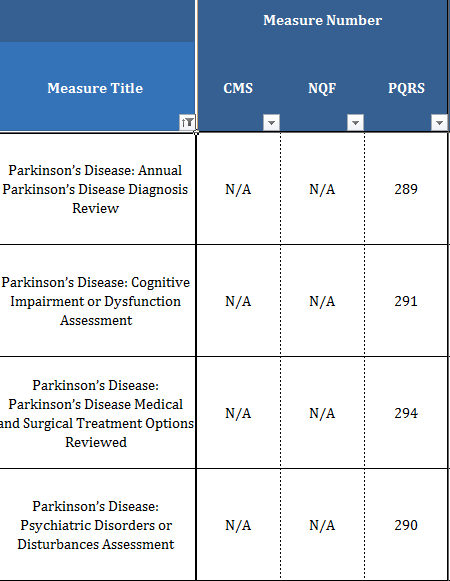 Measure Number
Measure Title
CMS
NQF
PQRS
Parkinson's Disease: Annual
Parkinson's Disease Diagnosis
Review
N/A
N/A
289
Parkinson's Disease: Cognitive
Impairment or Dysfunction
Assessment
N/A
N/A
291
Parkinson's Disease:
Parkinson's Disease Medical
and Surgical Treatment Options
Reviewed
N/A
N/A
294
Parkinson's Disease:
Psychiatric Disorders or
Disturbances Assessment
N/A
N/A
290